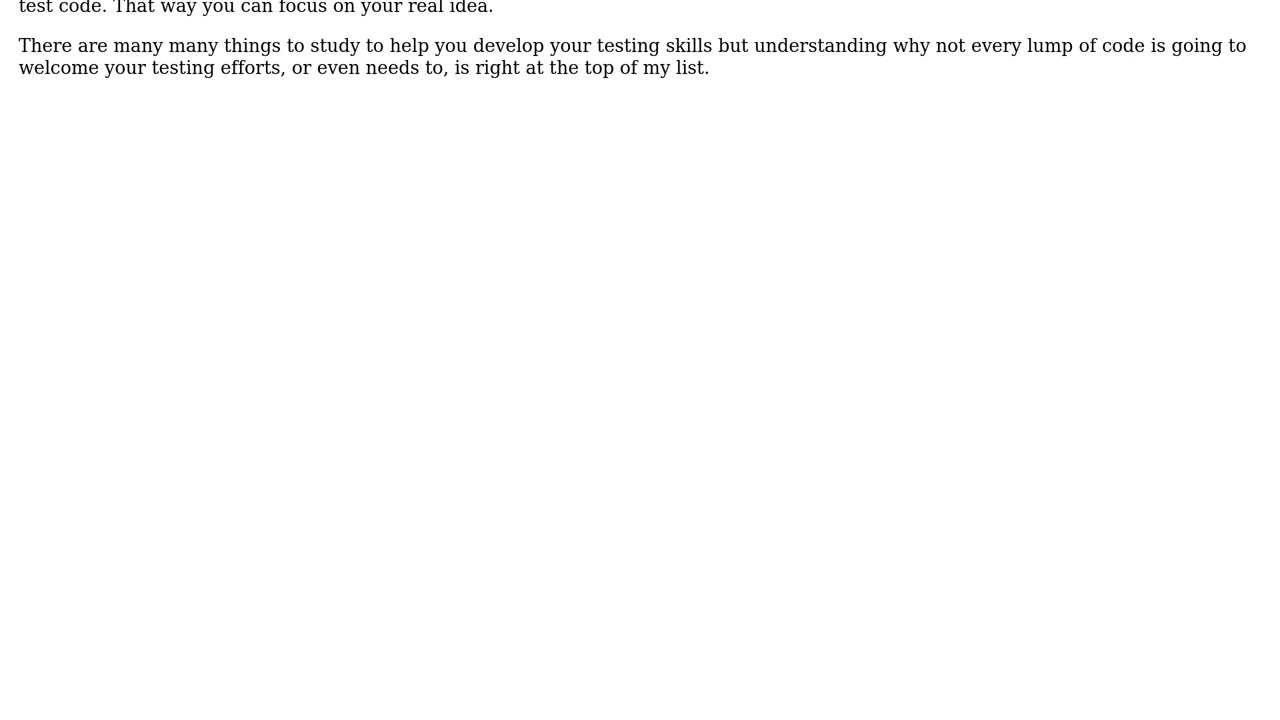 test code. That way you can focus on your real idea.
There are many many things to study to help you develop your testing skills but understanding why not every lump of code is going to
welcome your testing efforts, or even needs to, is right at the top of my list.